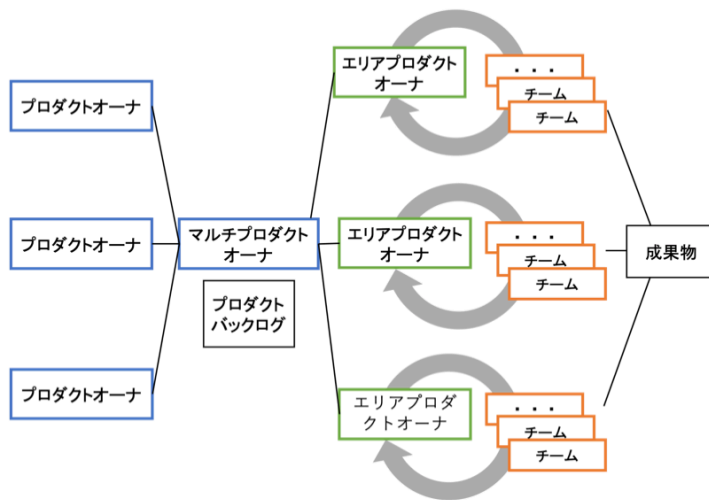 プロダクトオーナ
プロダクトオーナ
プロダクトオーナ
マルチプロダクト
オーナ
プロダクト
バックログ
エリアプロダクト
オーナ
・・・
チーム
チーム
エリアプロダクト
オーナ
・・・
チーム
チーム
エリアプロダ
クトオーナ
・・・
チーム
チーム
成果物